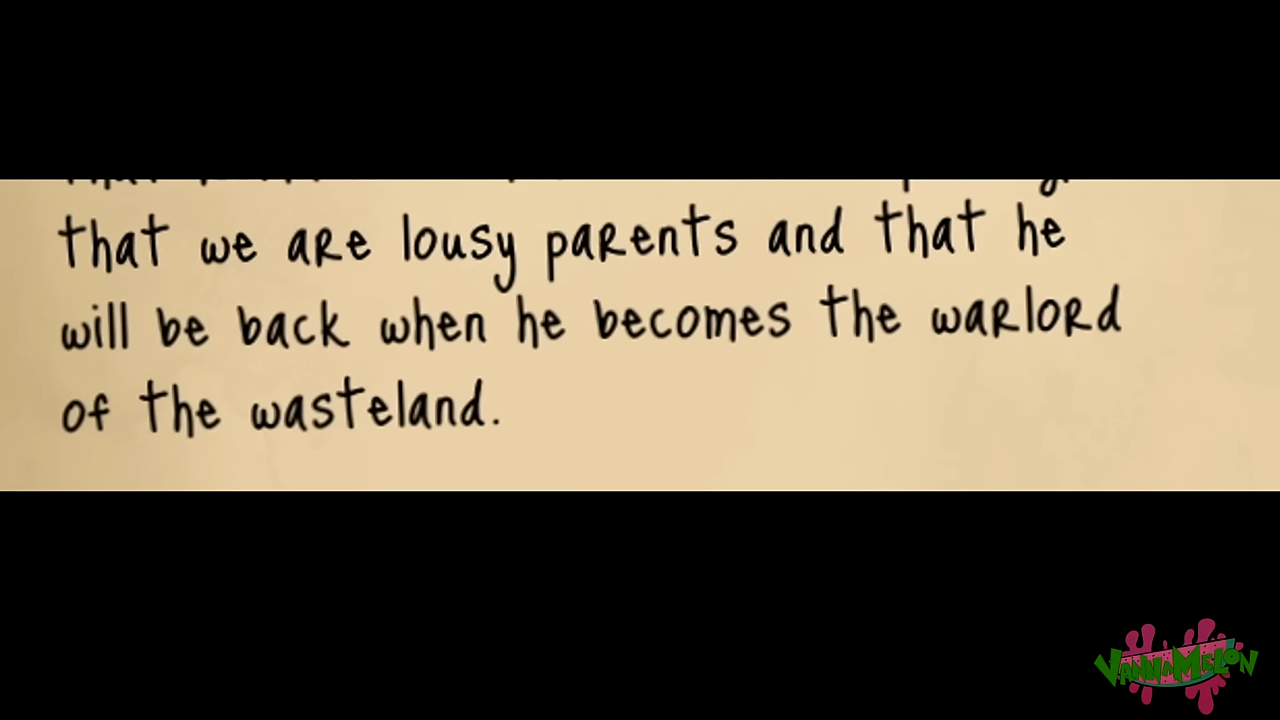 that we are lousy parents and that he
will be back when he becomes the warlord
of the wasteland.
VannaMelon